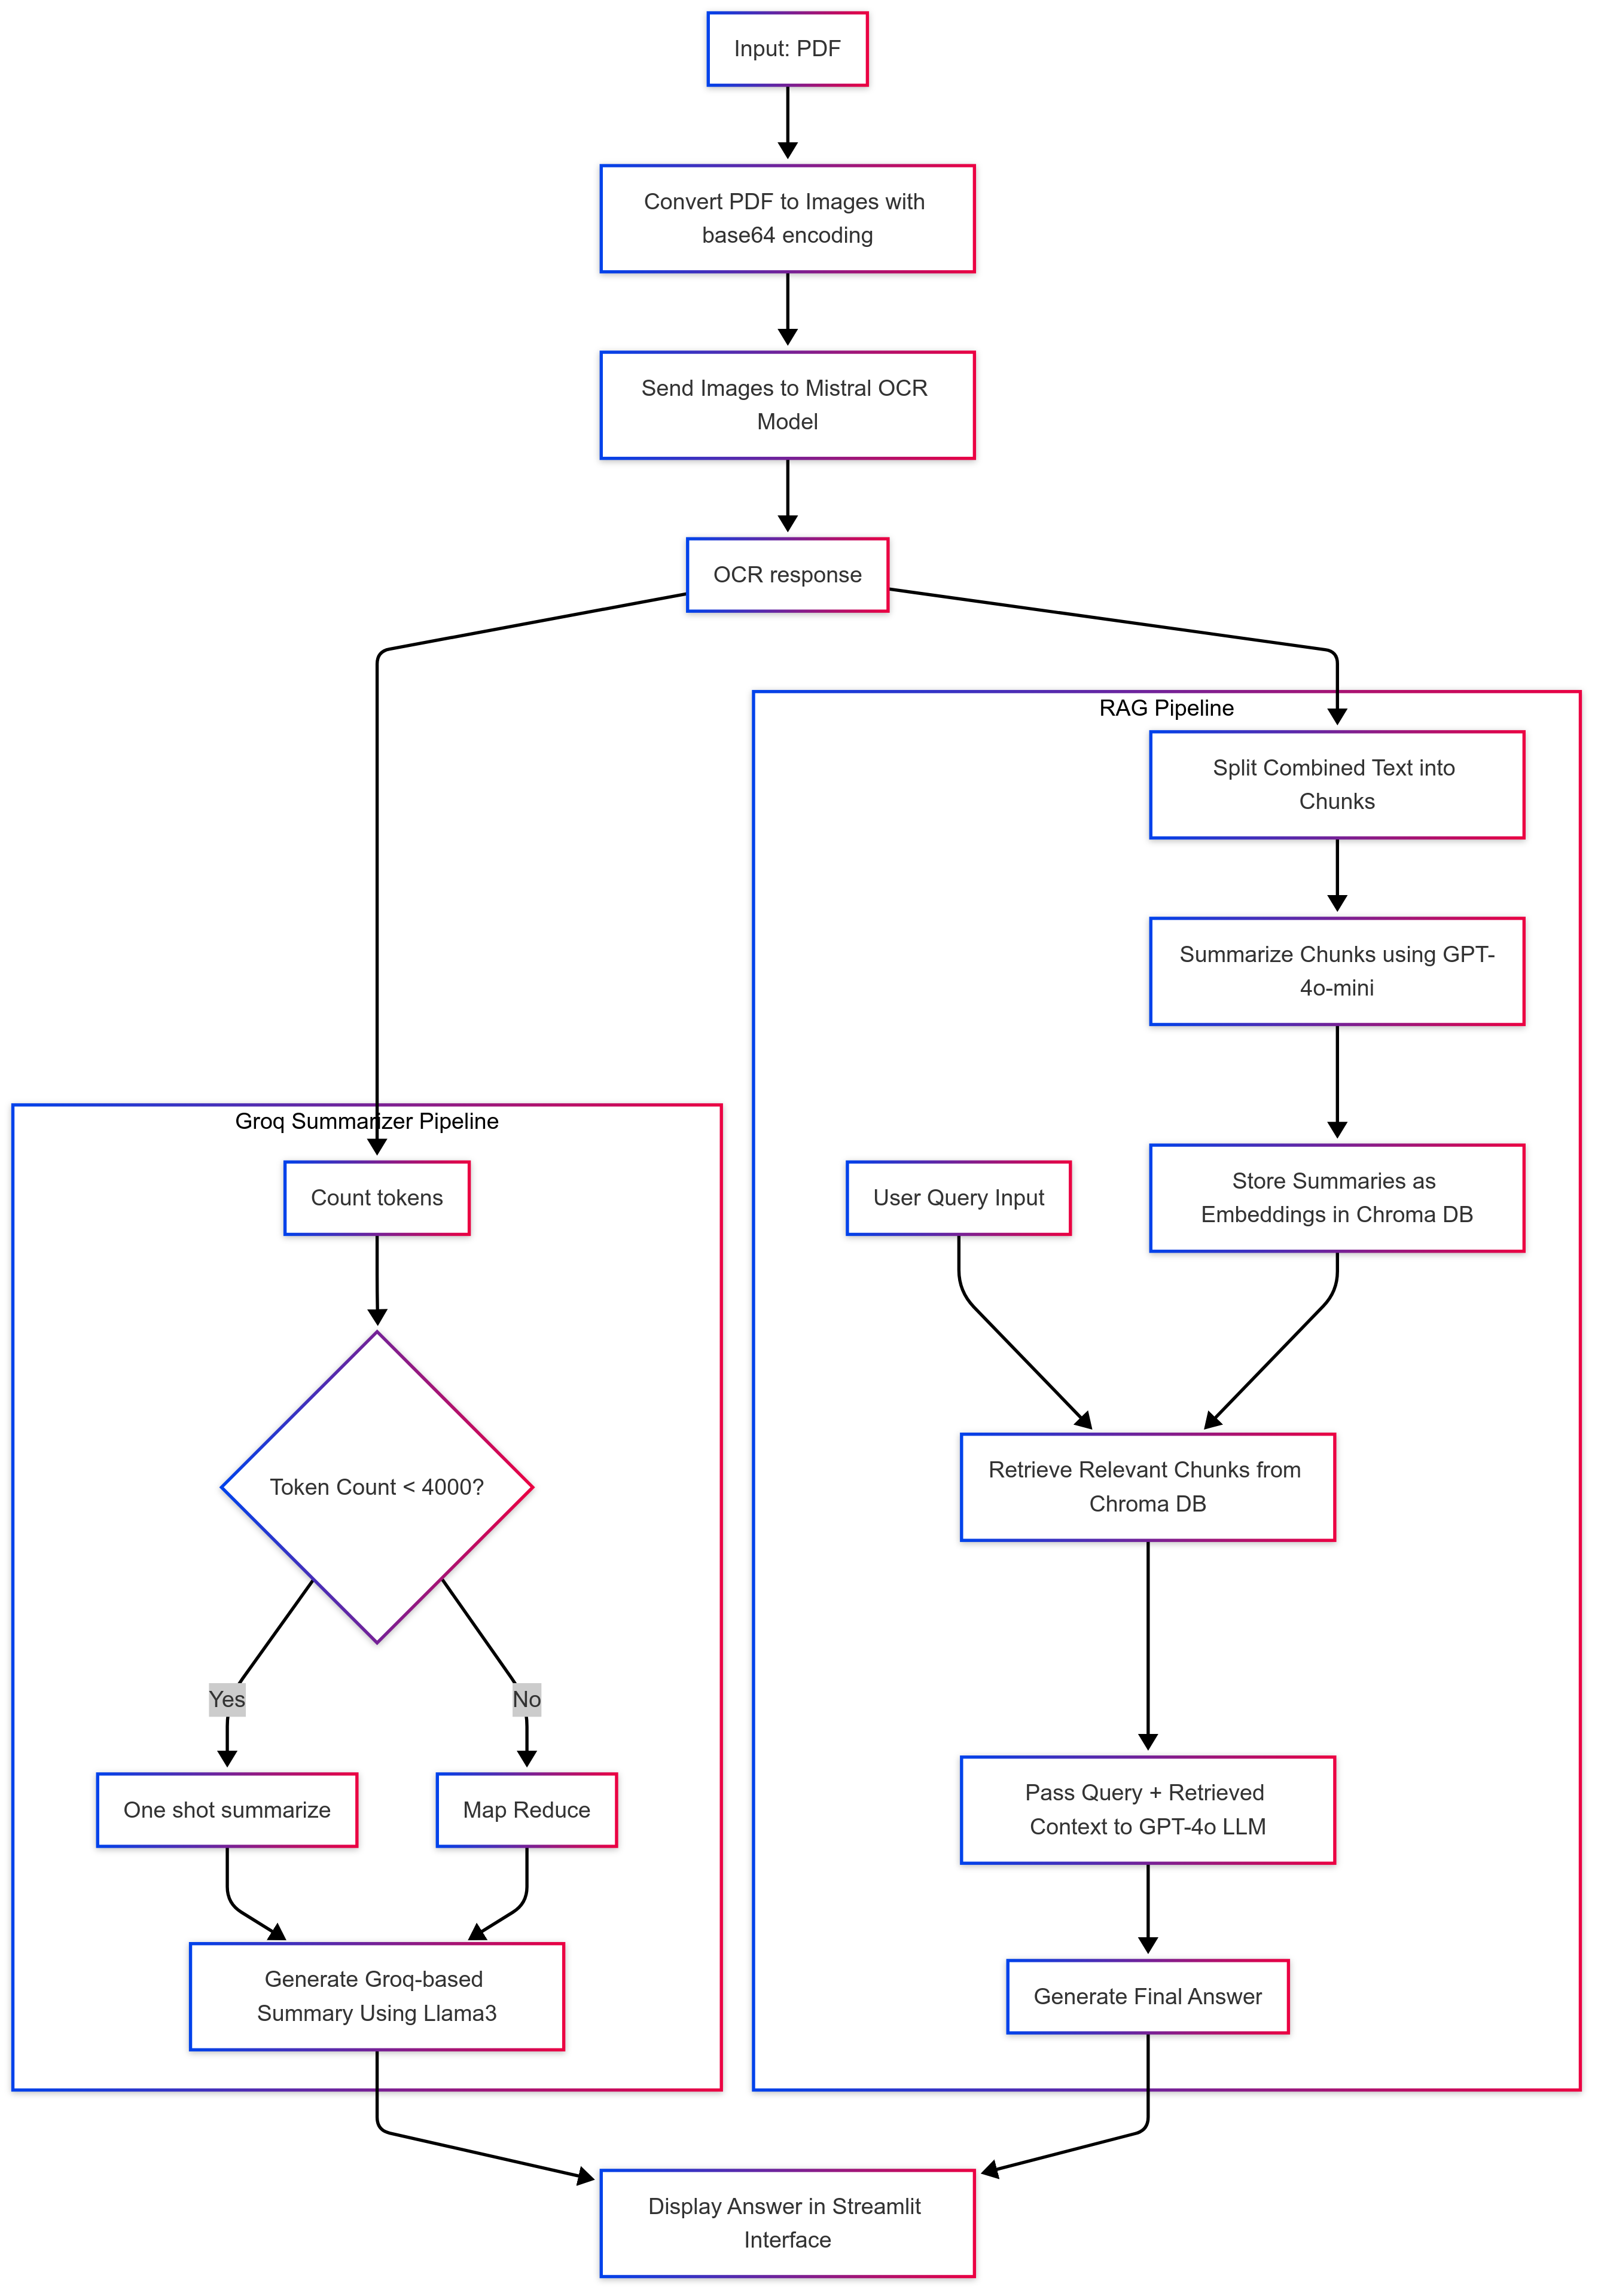 Input: PDF
Convert PDF to Images with
base64 encoding
Send Images to Mistral OCR
Model
OCR response
RAG Pipeline
Split Combined Text into
Chunks
Summarize Chunks using GPT-
4o-mini
Groq Summarizer Pipeline
Count tokens
User Query Input
Store Summaries as
Embeddings in Chroma DB
Token Count < 4000?
Retrieve Relevant Chunks from
Chroma DB
Yes
No
One shot summarize
Map Reduce
Pass Query + Retrieved
Context to GPT-4o LLM
Generate Groq-based
Summary Using Llama3
Generate Final Answer
Display Answer in Streamlit
Interface